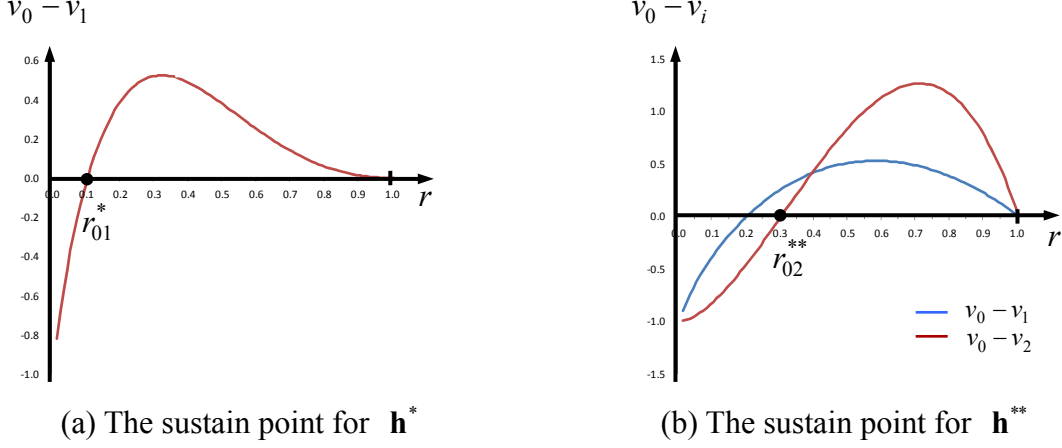 v₀ − v₁
0.6
0.4
0.2
0.0
0.0 0.1 0.2 0.3 0.4 0.5 0.6 0.7 0.8 0.9 1.0
r
r*₀₁
-0.2
-0.4
-0.6
-0.8
-1.0
(a) The sustain point for h*
v₀ − vᵢ
1.5
1.0
0.5
0.0
0.0 0.1 0.2 0.3 0.4 0.5 0.6 0.7 0.8 0.9 1.0
r
r**₀₂
-0.5
-1.0
-1.5
v₀ − v₁
v₀ − v₂
(b) The sustain point for h**